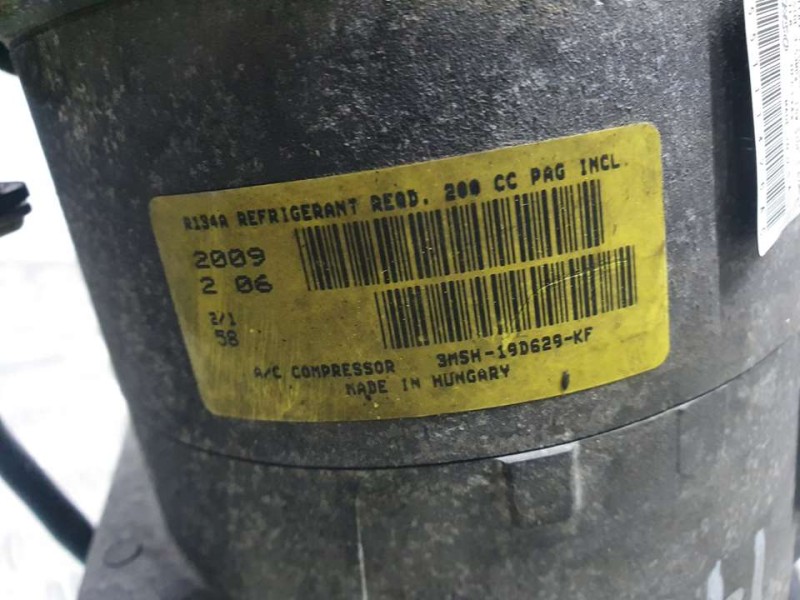 R134A REFRIGERANT REQD. 200 CC PAG INCL.
2009
2 06
2/1
58
A/C COMPRESSOR 3M5H-19D629-KF
MADE IN HUNGARY